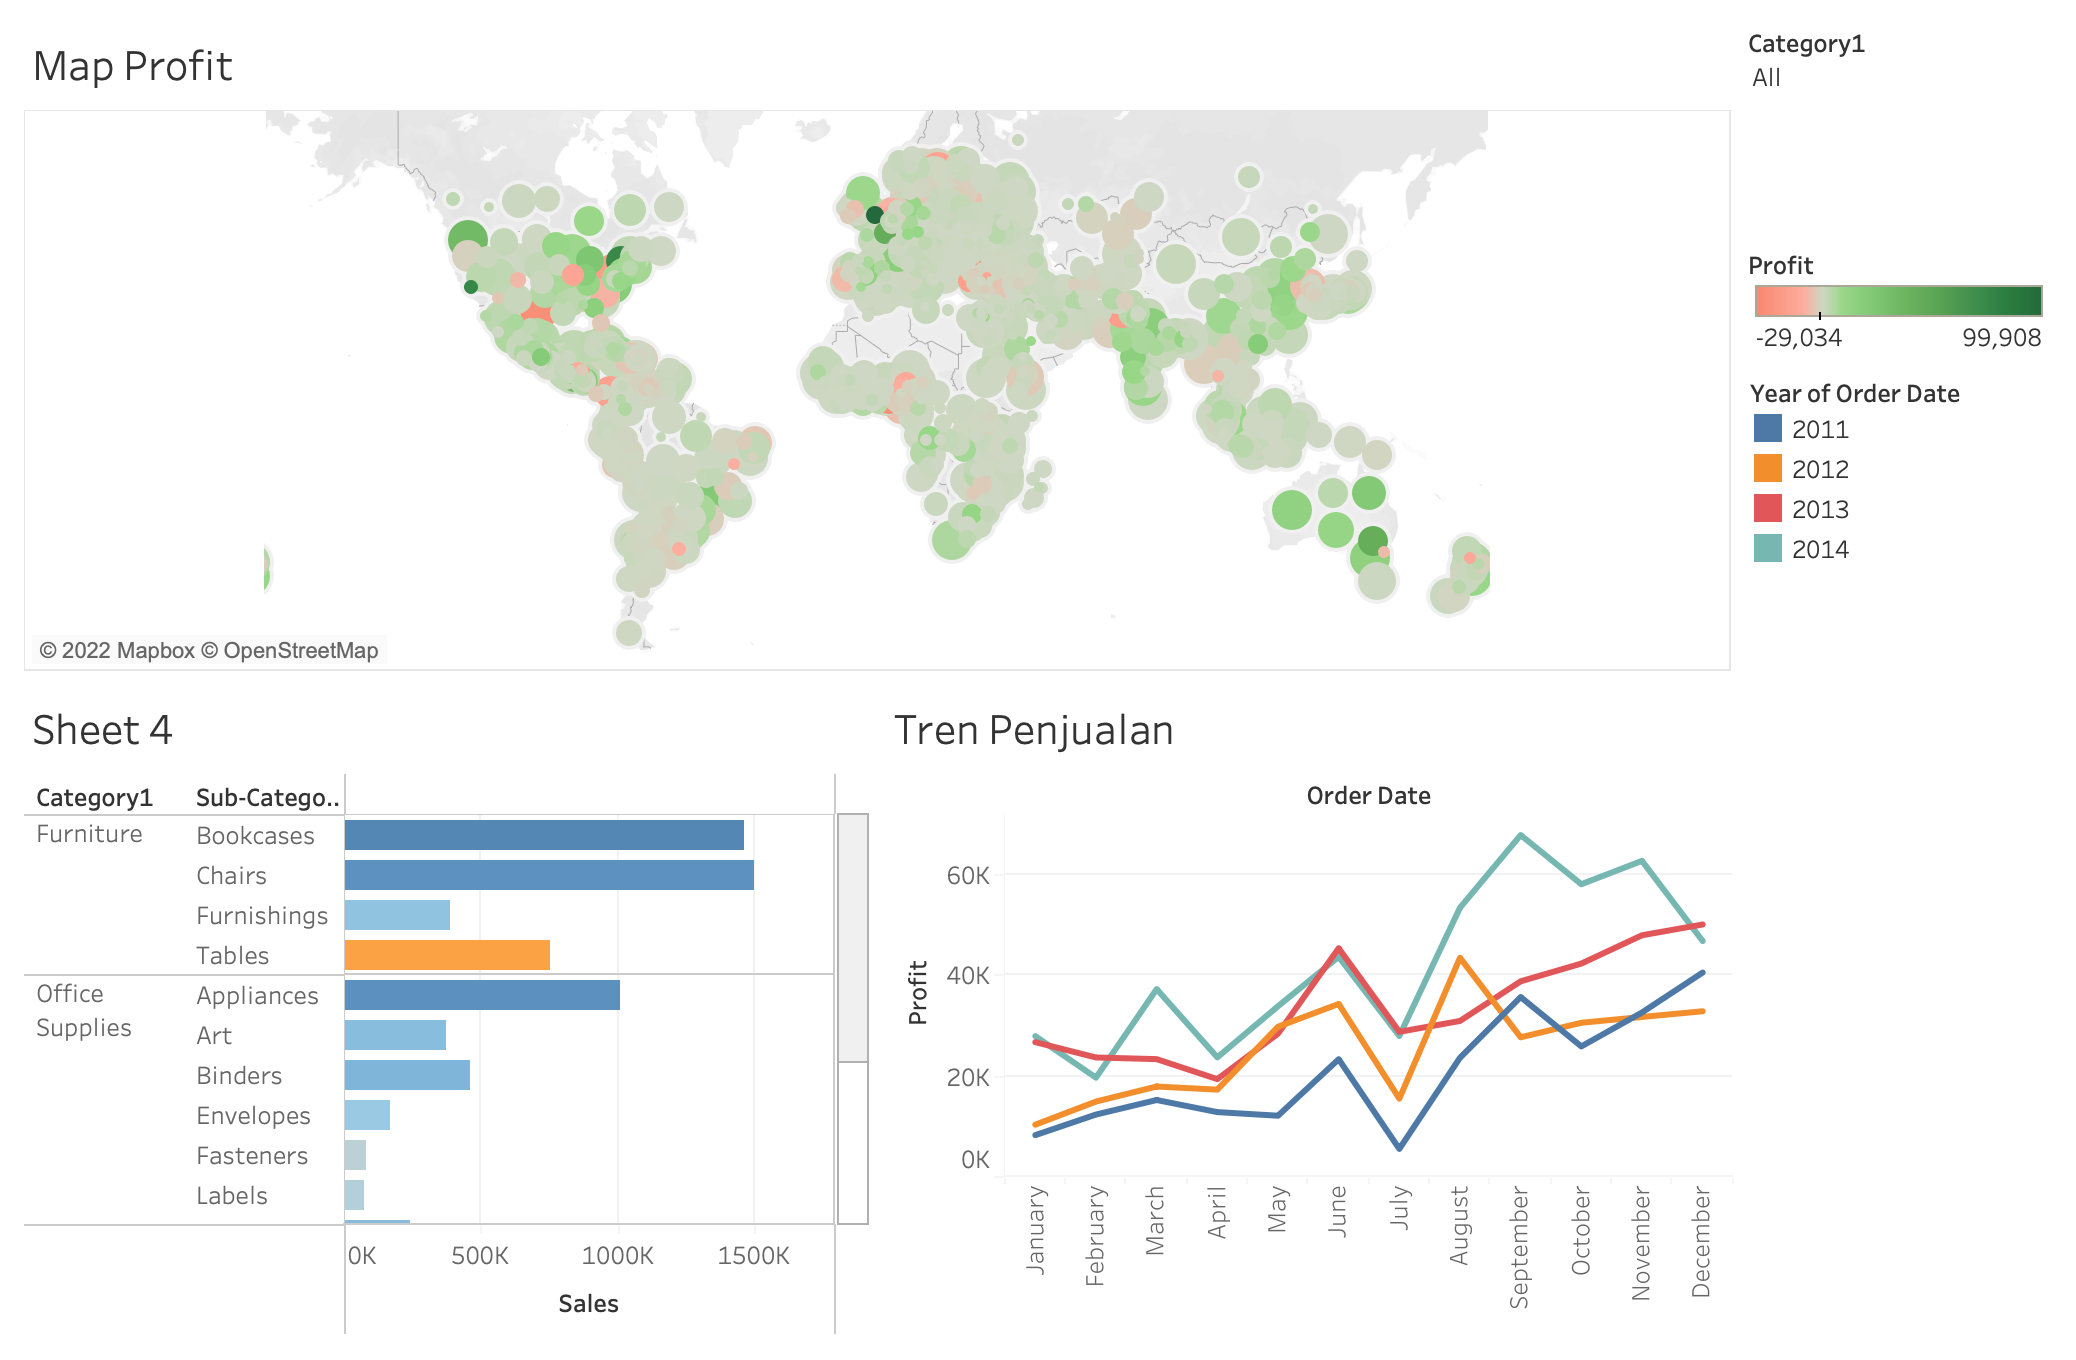 Map Profit
Category1
All
Profit
-29,034
99,908
Year of Order Date
2011
2012
2013
2014
© 2022 Mapbox © OpenStreetMap
Sheet 4
Category1
Sub-Catego..
Furniture
Bookcases
Chairs
Furnishings
Tables
Office
Supplies
Appliances
Art
Binders
Envelopes
Fasteners
Labels
0K
500K
1000K
1500K
Sales
Tren Penjualan
Order Date
Profit
60K
40K
20K
0K
January
February
March
April
May
June
July
August
September
October
November
December